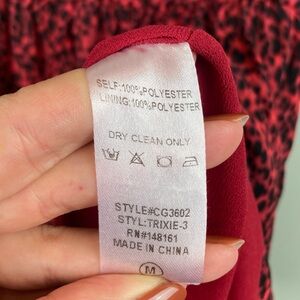 SELF:100%POLYESTER
LINING:100%POLYESTER
DRY CLEAN ONLY
STYLE#CG3602
STYL:TRIXIE-3
RN#148161
MADE IN CHINA
M